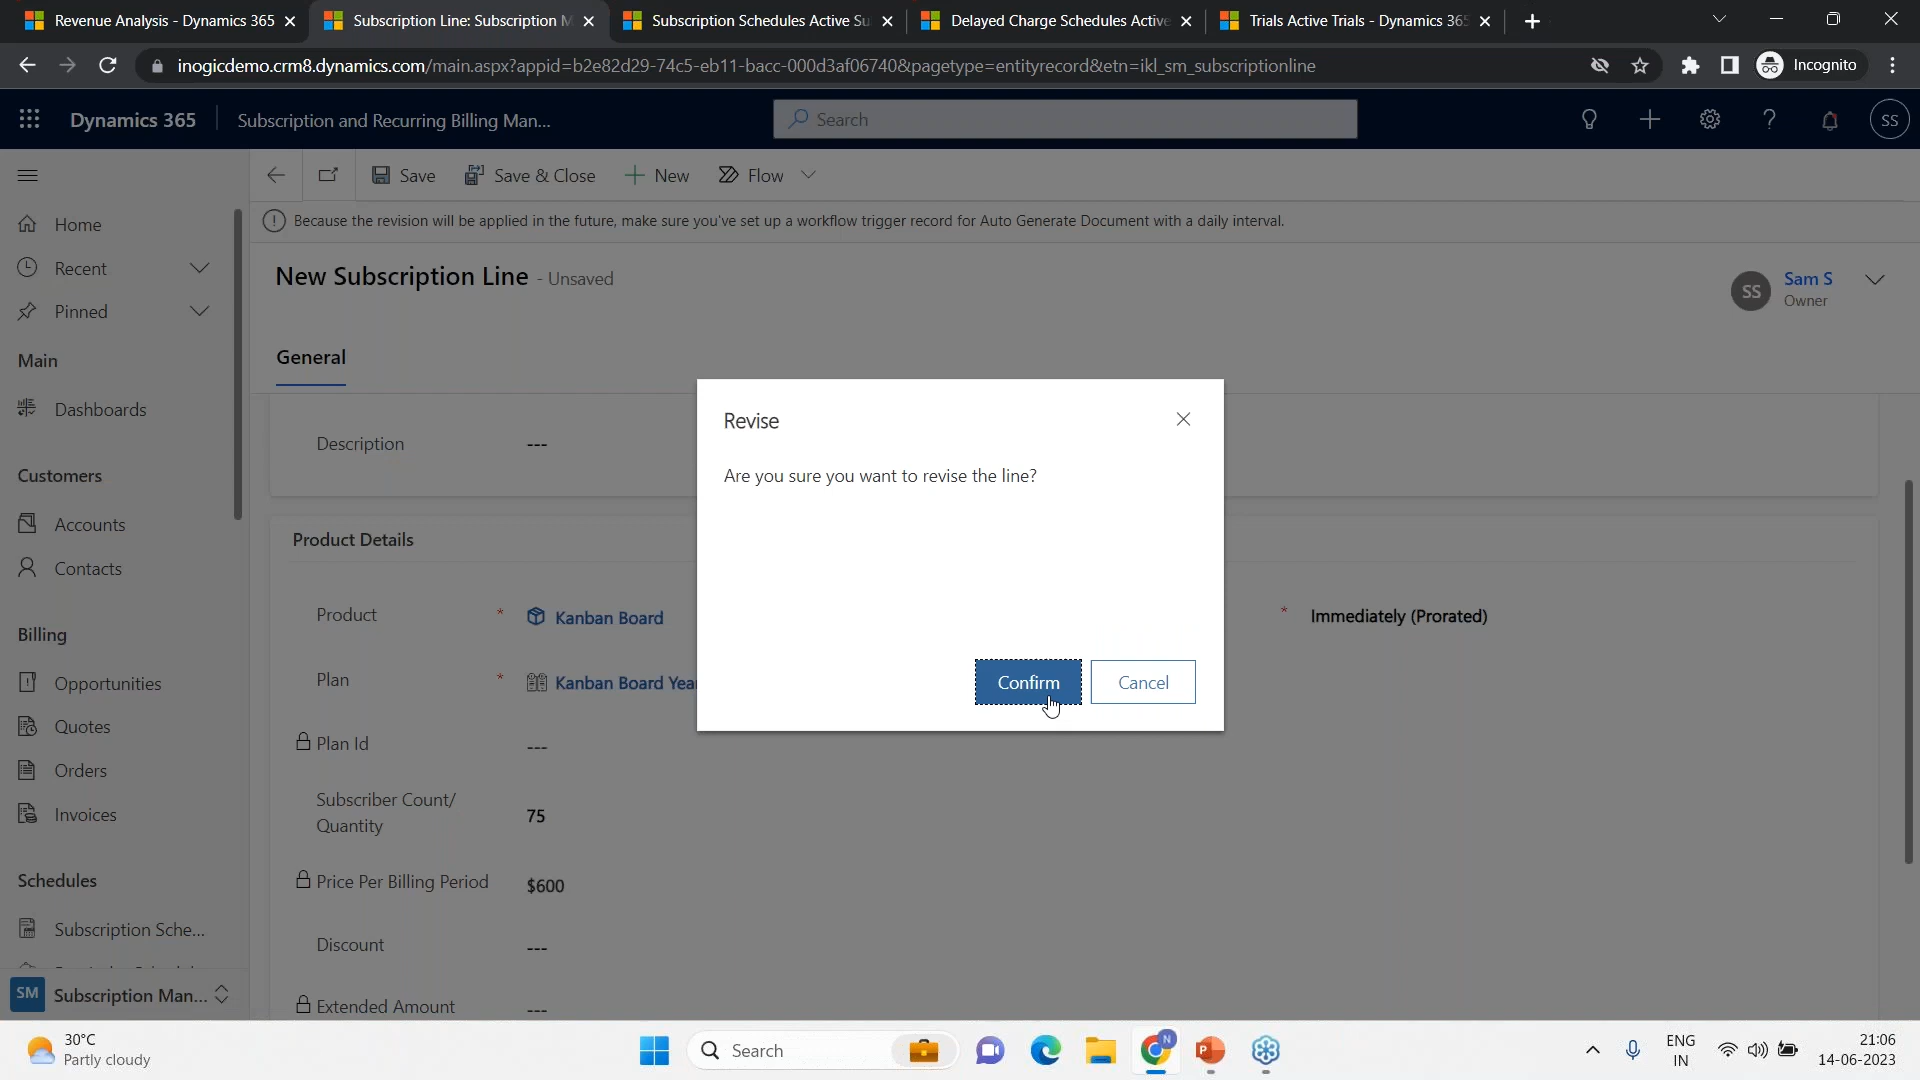 Revenue Analysis - Dynamics 365
Subscription Line: Subscription M
Subscription Schedules Active Su
Delayed Charge Schedules Active
Trials Active Trials - Dynamics 365
inogicdemo.crm8.dynamics.com/main.aspx?appid=b2e82d29-74c5-eb11-bacc-000d3af06740&pagetype=entityrecord&etn=ikl_sm_subscriptionline
Incognito
Dynamics 365
Subscription and Recurring Billing Man...
Search
SS
Save
Save & Close
New
Flow
Because the revision will be applied in the future, make sure you've set up a workflow trigger record for Auto Generate Document with a daily interval.
Home
Recent
Pinned
Main
Dashboards
Customers
Accounts
Contacts
Billing
Opportunities
Quotes
Orders
Invoices
Schedules
Subscription Sche...
SM
Subscription Man...
New Subscription Line - Unsaved
SS
Sam S
Owner
General
Description
---
Product Details
Product * Kanban Board
* Immediately (Prorated)
Plan * Kanban Board Yea
Plan Id ---
Subscriber Count/
Quantity
75
Price Per Billing Period $600
Discount ---
Extended Amount ---
Revise
Are you sure you want to revise the line?
Confirm
Cancel
30°C
Partly cloudy
Search
N
P
ENG
IN
21:06
14-06-2023